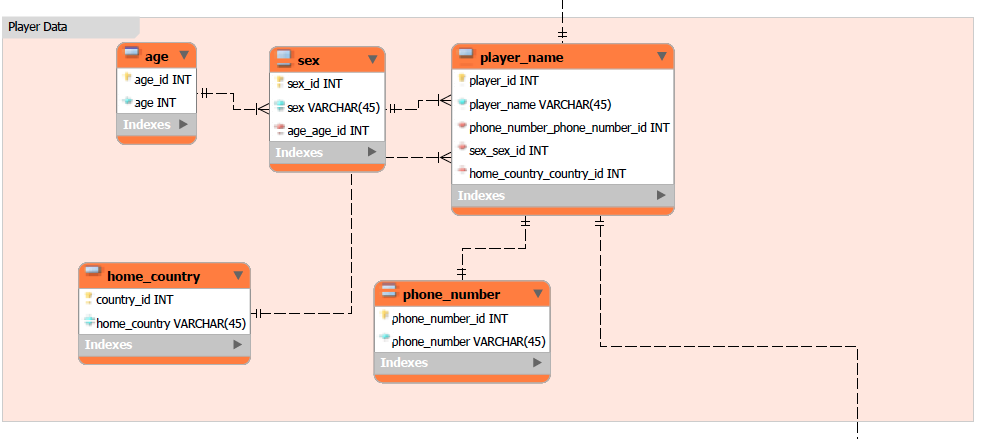 Player Data
age
age_id INT
age INT
Indexes
sex
sex_id INT
sex VARCHAR(45)
age_age_id INT
Indexes
player_name
player_id INT
player_name VARCHAR(45)
phone_number_phone_number_id INT
sex_sex_id INT
home_country_country_id INT
Indexes
home_country
country_id INT
home_country VARCHAR(45)
Indexes
phone_number
phone_number_id INT
phone_number VARCHAR(45)
Indexes